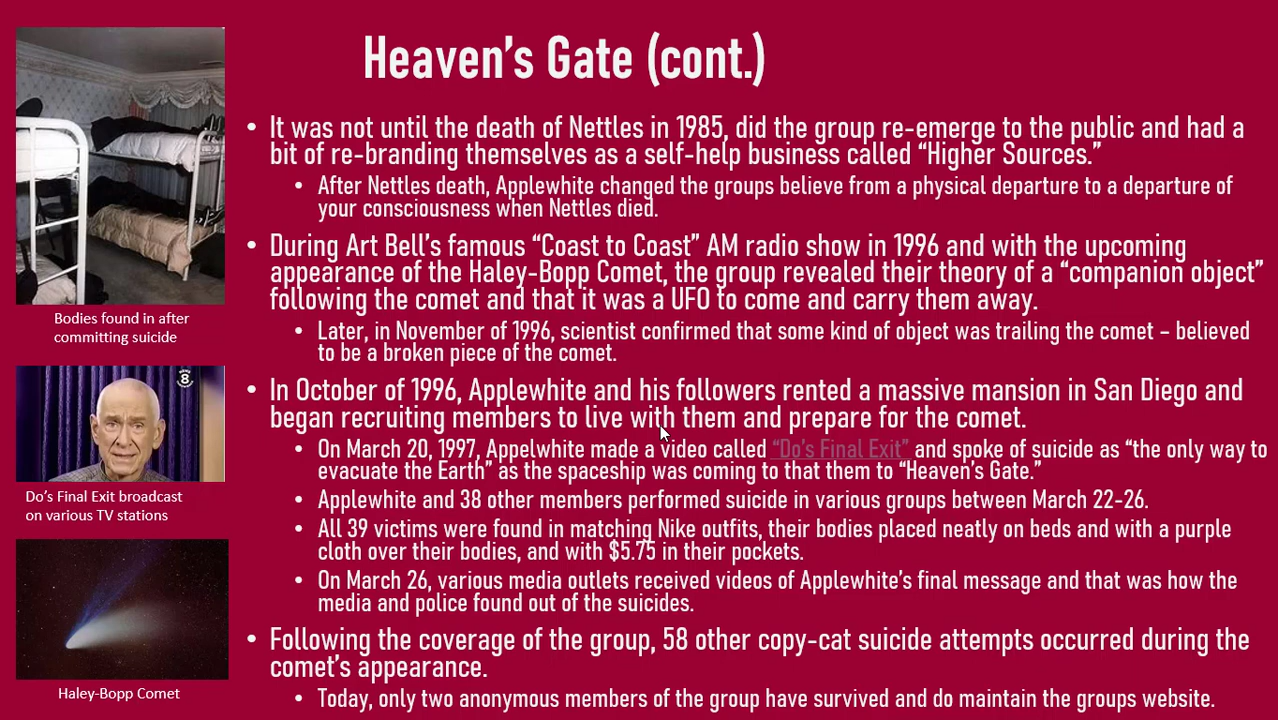 Heaven's Gate (cont.)
• It was not until the death of Nettles in 1985, did the group re-emerge to the public and had a
bit of re-branding themselves as a self-help business called “Higher Sources.”
• After Nettles death, Applewhite changed the groups believe from a physical departure to a departure of
your consciousness when Nettles died.
• During Art Bell's famous “Coast to Coast” AM radio show in 1996 and with the upcoming
appearance of the Haley-Bopp Comet, the group revealed their theory of a “companion object”
following the comet and that it was a UFO to come and carry them away.
• Later, in November of 1996, scientist confirmed that some kind of object was trailing the comet – believed
to be a broken piece of the comet.
• In October of 1996, Applewhite and his followers rented a massive mansion in San Diego and
began recruiting members to live with them and prepare for the comet.
• On March 20, 1997, Appelwhite made a video called “Do's Final Exit” and spoke of suicide as “the only way to
evacuate the Earth” as the spaceship was coming to that them to “Heaven's Gate.”
• Applewhite and 38 other members performed suicide in various groups between March 22-26.
• All 39 victims were found in matching Nike outfits, their bodies placed neatly on beds and with a purple
cloth over their bodies, and with $5.75 in their pockets.
• On March 26, various media outlets received videos of Applewhite's final message and that was how the
media and police found out of the suicides.
• Following the coverage of the group, 58 other copy-cat suicide attempts occurred during the
comet's appearance.
• Today, only two anonymous members of the group have survived and do maintain the groups website.
Bodies found in after
committing suicide
8
Do's Final Exit broadcast
on various TV stations
Haley-Bopp Comet